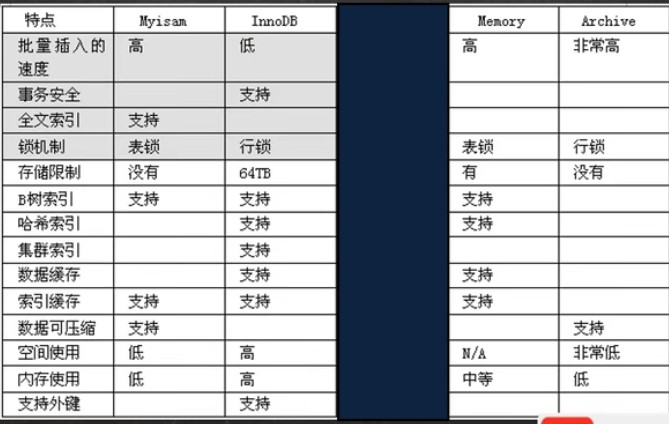 特点 Myisam InnoDB Memory Archive
批量插入的速度 高 低 高 非常高
事务安全 支持
全文索引 支持
锁机制 表锁 行锁 表锁 行锁
存储限制 没有 64TB 有 没有
B树索引 支持 支持 支持
哈希索引 支持 支持
集群索引 支持
数据缓存 支持 支持
索引缓存 支持 支持 支持
数据可压缩 支持 支持
空间使用 低 高 N/A 非常低
内存使用 低 高 中等 低
支持外键 支持